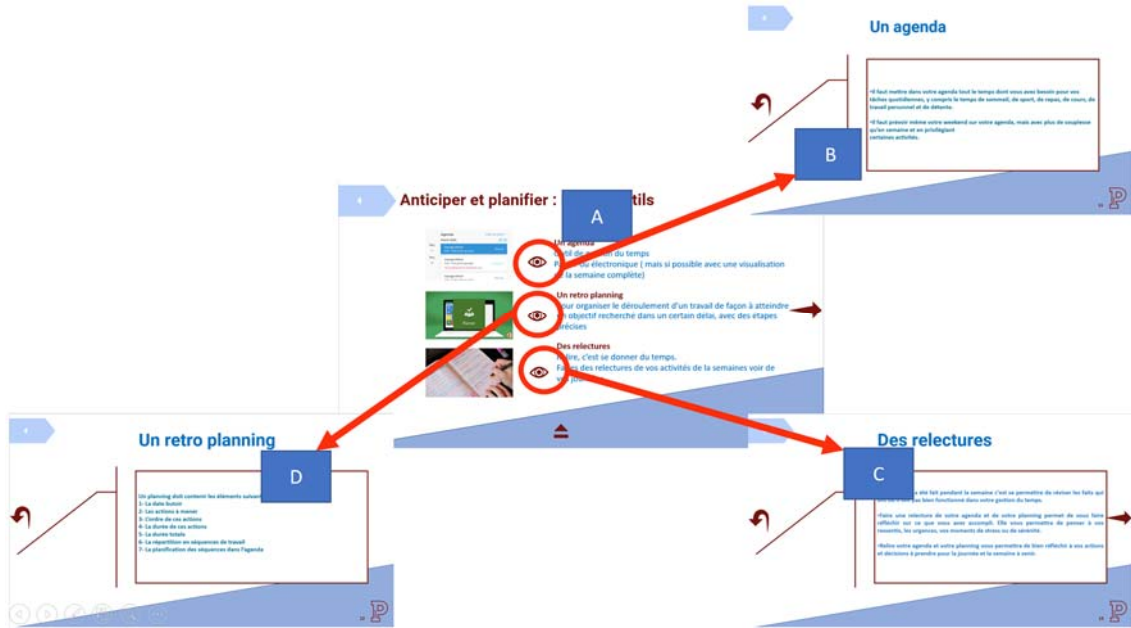 Un agenda
•Il faut mettre dans votre agenda tout le temps dont vous avez besoin pour vos
tâches quotidiennes, y compris le temps de sommeil, de sport, de repas, de cours, de
travail personnel et de détente.
•Il faut prévoir même votre weekend sur votre agenda, mais avec plus de souplesse
qu'en semaine et en privilégiant
certaines activités.
B
P
Anticiper et planifier :
A
tils
Agenda
Un agenda
Outil de gestion du temps
du électronique ( mais si possible avec une visualisation
la semaine complète)
Un retro planning
Pour organiser le déroulement d'un travail de façon à atteindre
un objectif recherché dans un certain délai, avec des étapes
précises
Des relectures
Relire, c'est se donner du temps.
Faites des relectures de vos activités de la semaines voir de
Un retro planning
D
Un planning doit contenir les éléments suivant
1- La date butoir
2- Les actions à mener
3- L'ordre de ces actions
4- La durée de ces actions
5- La durée totale
6- La répartition en séquences de travail
7- La planification des séquences dans l'agenda
P
Des relectures
C
a été fait pendant la semaine c'est se permettre de réviser les faits qui
pas bien fonctionné dans votre gestion du temps.
•Faire une relecture de votre agenda et de votre planning permet de vous faire
réfléchir sur ce que vous avez accompli. Elle vous permettra de penser à vos
ressentis, les urgences, vos moments de stress ou de sérénité.
•Relire votre agenda et votre planning vous permettra de bien réfléchir à vos actions
et décisions à prendre pour la journée et la semaine à venir.
P